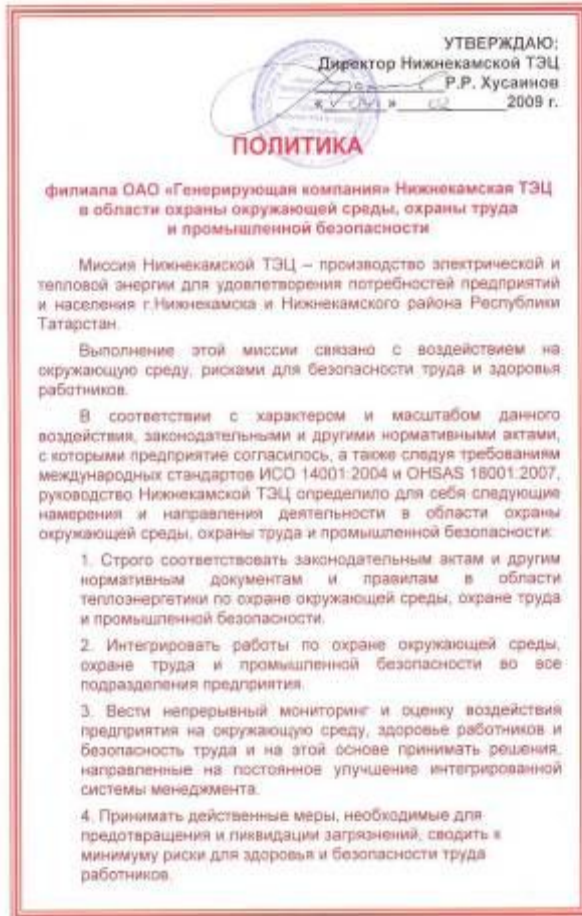 УТВЕРЖДАЮ:
Директор Нижнекамской ТЭЦ
Р.Р. Хусаинов
« » 2009 г.
ПОЛИТИКА
филиала ОАО «Генерирующая компания» Нижнекамская ТЭЦ
в области охраны окружающей среды, охраны труда
и промышленной безопасности
Миссия Нижнекамской ТЭЦ – производство электрической и
тепловой энергии для удовлетворения потребностей предприятий
и населения г.Нижнекамска и Нижнекамского района Республики
Татарстан.
Выполнение этой миссии связано с воздействием на
окружающую среду, рисками для безопасности труда и здоровья
работников.
В соответствии с характером и масштабом данного
воздействия, законодательными и другими нормативными актами,
с которыми предприятие согласилось, а также следуя требованиям
международных стандартов ИСО 14001:2004 и OHSAS 18001:2007,
руководство Нижнекамской ТЭЦ определило для себя следующие
намерения и направления деятельности в области охраны
окружающей среды, охраны труда и промышленной безопасности:
1. Строго соответствовать законодательным актам и другим
нормативным документам и правилам в области
теплоэнергетики по охране окружающей среды, охране труда
и промышленной безопасности.
2. Интегрировать работы по охране окружающей среды,
охране труда и промышленной безопасности во все
подразделения предприятия.
3. Вести непрерывный мониторинг и оценку воздействия
предприятия на окружающую среду, здоровье работников и
безопасность труда и на этой основе принимать решения,
направленные на постоянное улучшение интегрированной
системы менеджмента.
4. Принимать действенные меры, необходимые для
предотвращения и ликвидации загрязнений, сводить к
минимуму риски для здоровья и безопасности труда
работников.